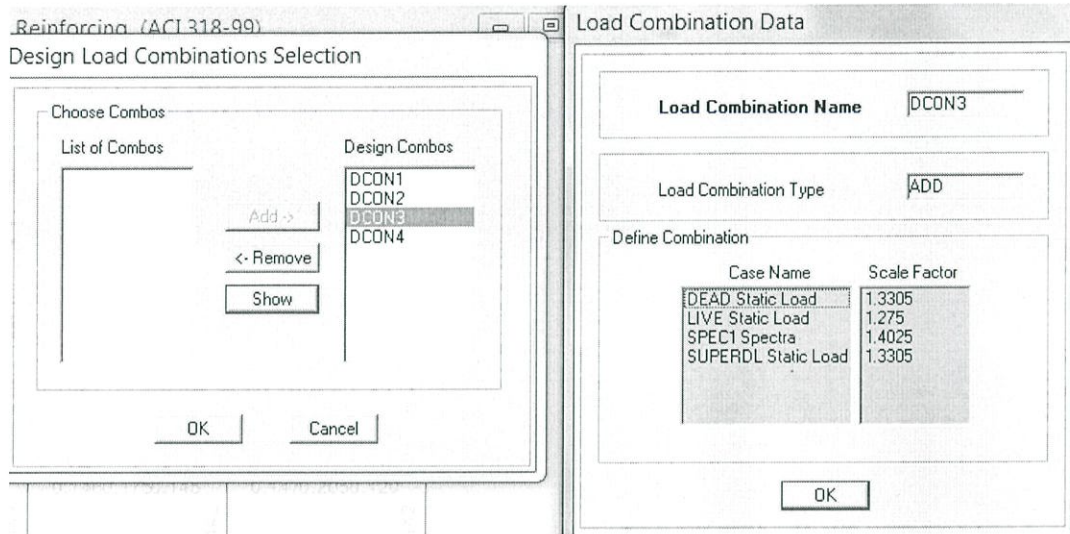 Reinforcing (ACI 318-99)
Design Load Combinations Selection
Choose Combos
List of Combos
Design Combos
DCON1
DCON2
DCON3
DCON4
Add ->
<- Remove
Show
OK
Cancel
Load Combination Data
Load Combination Name
DCON3
Load Combination Type
ADD
Define Combination
Case Name
Scale Factor
DEAD Static Load
1.3305
LIVE Static Load
1.275
SPEC1 Spectra
1.4025
SUPERDL Static Load
1.3305
OK